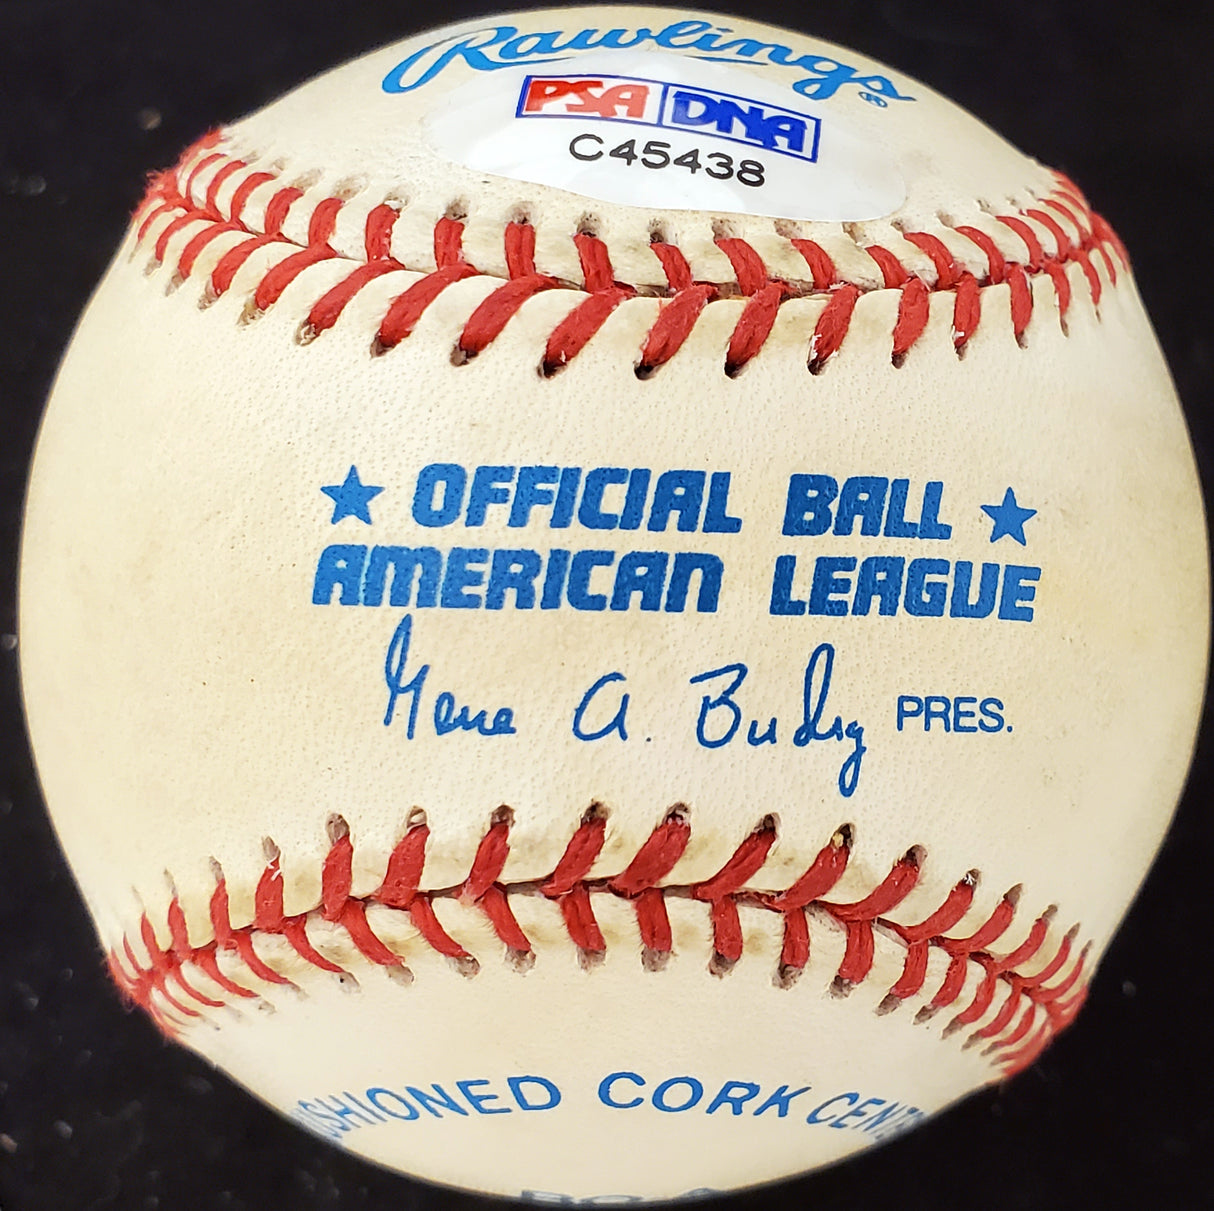 Rawlings®
PSA DNA
C45438
★ OFFICIAL BALL ★
AMERICAN LEAGUE
Gene A. Budig PRES.
CORK